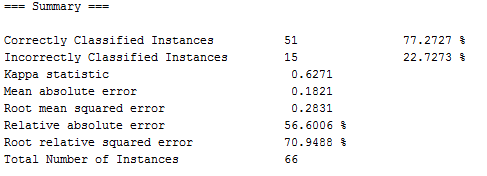 === Summary ===
Correctly Classified Instances 51 77.2727 %
Incorrectly Classified Instances 15 22.7273 %
Kappa statistic 0.6271
Mean absolute error 0.1821
Root mean squared error 0.2831
Relative absolute error 56.6006 %
Root relative squared error 70.9488 %
Total Number of Instances 66